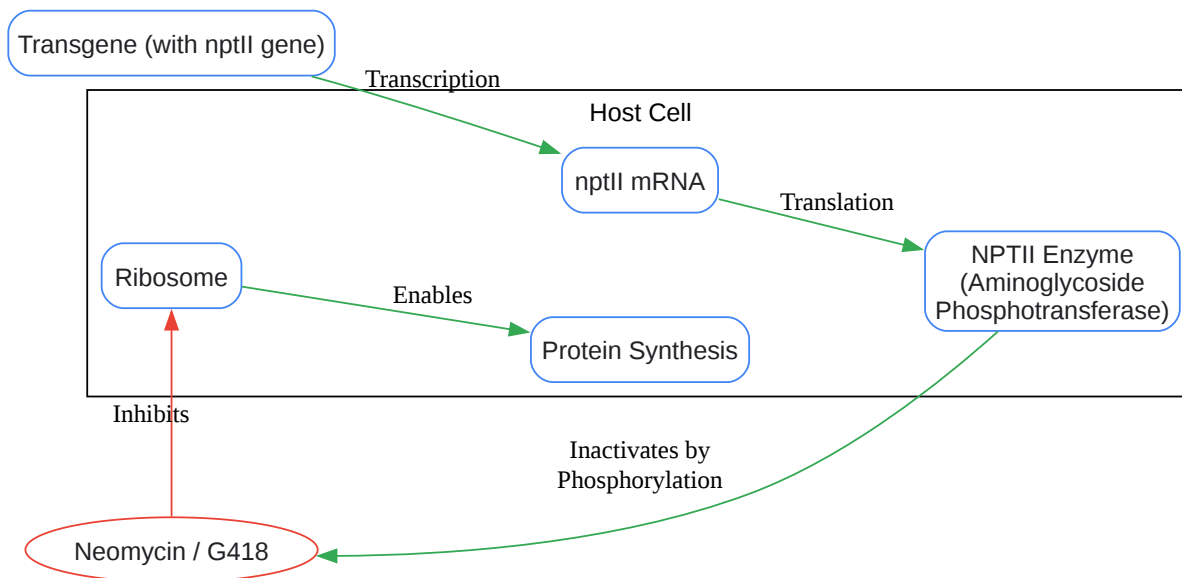 Transgene (with nptII gene)
Transcription
Host Cell
nptII mRNA
Translation
NPTII Enzyme
(Aminoglycoside
Phosphotransferase)
Ribosome
Enables
Protein Synthesis
Inhibits
Inactivates by
Phosphorylation
Neomycin / G418